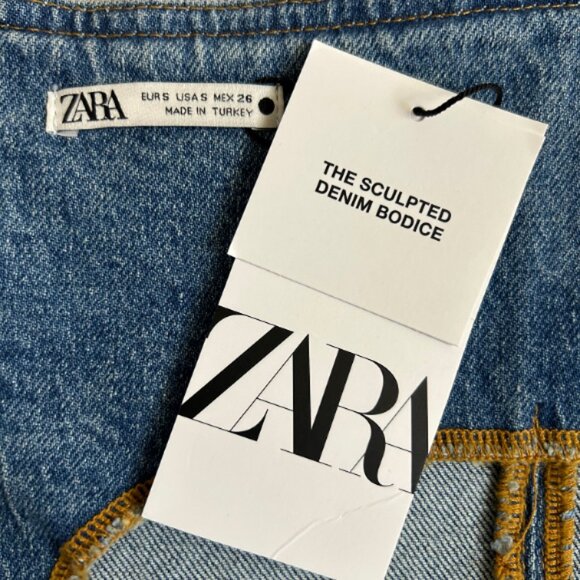 ZARA
EUR S USA S MEX 26
MADE IN TURKEY
THE SCULPTED
DENIM BODICE
ZARA